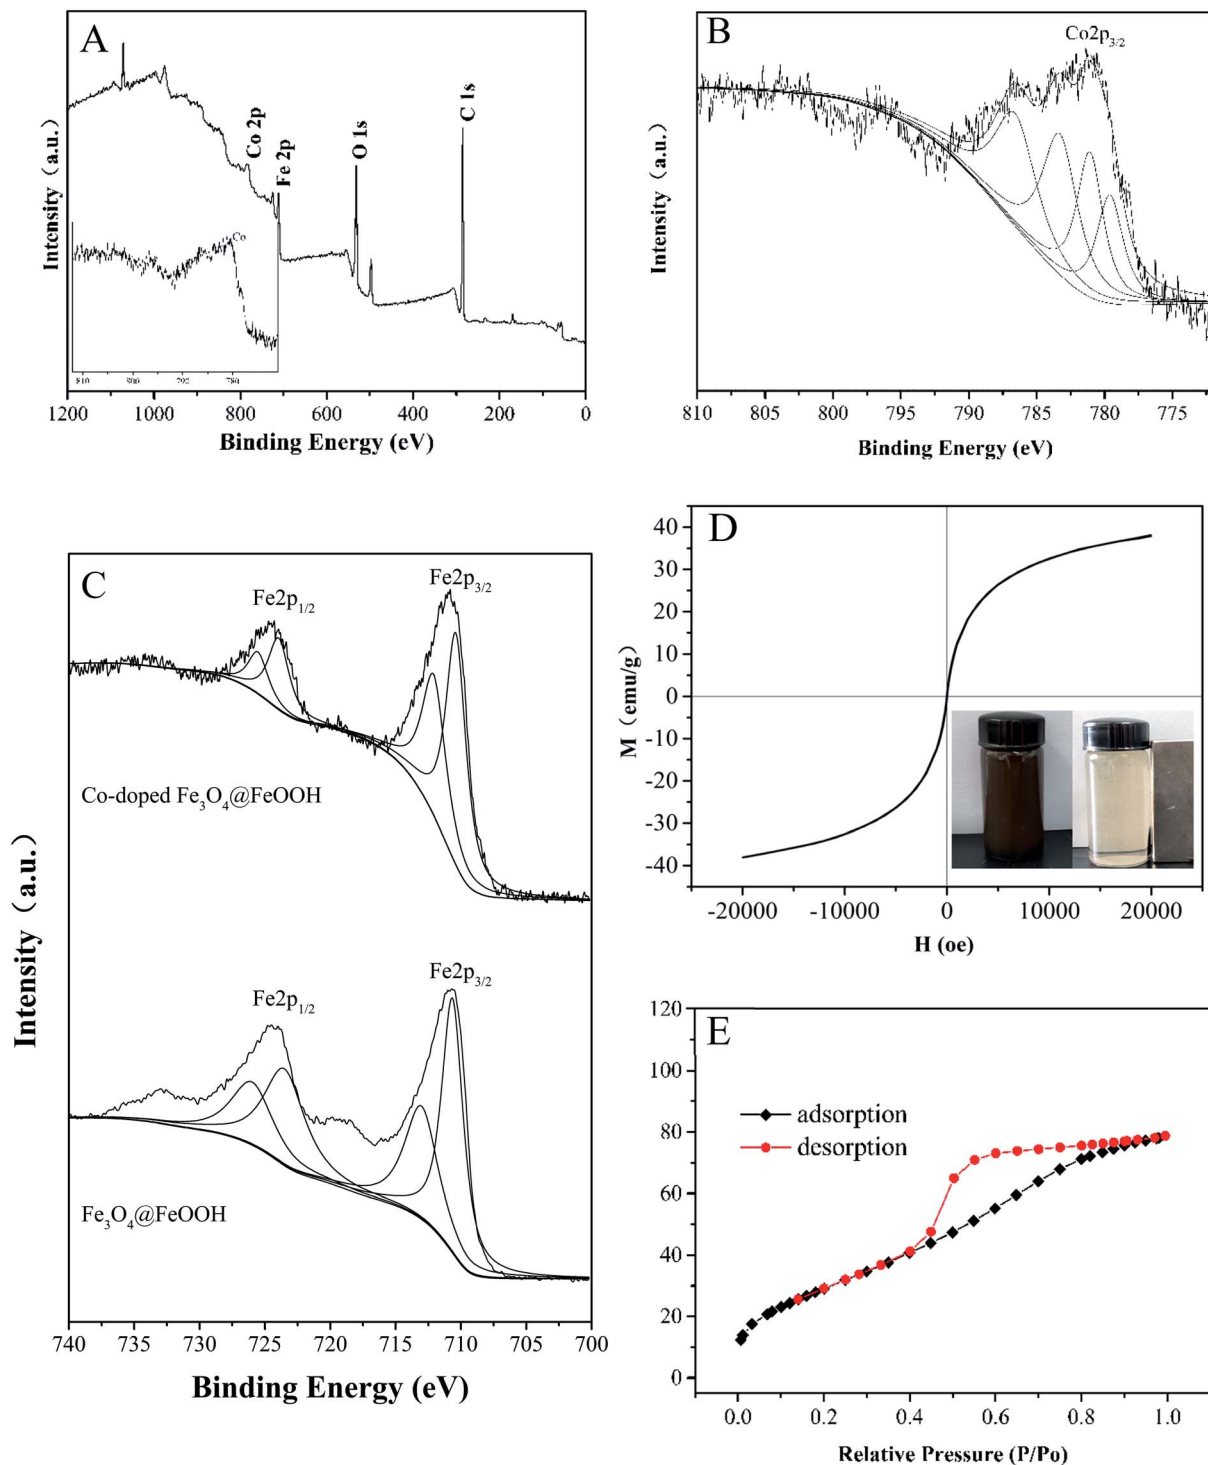 A
Co 2p
Fe 2p
O 1s
C 1s
Co
810
792
780
Intensity（a.u.）
1200
1000
800
600
400
200
0
Binding Energy (eV)
B
Co2p3/2
Intensity (a.u.)
810
805
800
795
790
785
780
775
Binding Energy (eV)
C
Fe2p1/2
Fe2p3/2
Co-doped Fe3O4@FeOOH
Fe2p1/2
Fe2p3/2
Fe3O4@FeOOH
Intensity（a.u.）
740
735
730
725
720
715
710
705
700
Binding Energy (eV)
D
40
30
20
10
0
-10
-20
-30
-40
M（emu/g）
-20000
-10000
0
10000
20000
H (oe)
E
120
100
80
60
40
20
0
adsorption
desorption
0.0
0.2
0.4
0.6
0.8
1.0
Relative Pressure (P/Po)